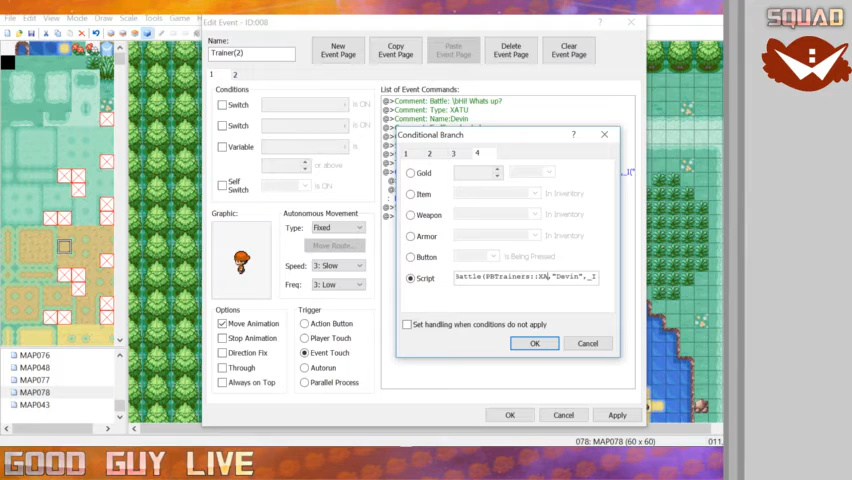 File Edit View Mode Draw Scale Tools Game
SQUAD
Edit Event - ID:008
Name:
Trainer(2)
New
Event Page
Copy
Event Page
Paste
Event Page
Delete
Event Page
Clear
Event Page
1 2
Conditions
Switch is ON
Switch is ON
Variable is
or above
Self
Switch is ON
List of Event Commands:
@>Comment: Battle: \bHi! Whats up?
@>Comment: Type: XATU
@>Comment: Name:Devin
Conditional Branch
1 2 3 4
Gold
Item In Inventory
Weapon In Inventory
Armor In Inventory
Button is Being Pressed
Script Battle(PBTrainers::XA,"Devin",_I
Set handling when conditions do not apply
OK Cancel
Graphic:
Autonomous Movement
Type: Fixed
Move Route...
Speed: 3: Slow
Freq: 3: Low
Options
Move Animation
Stop Animation
Direction Fix
Through
Always on Top
Trigger
Action Button
Player Touch
Event Touch
Autorun
Parallel Process
OK Cancel Apply
MAP076
MAP048
MAP077
MAP078
MAP043
078: MAP078 (60 x 60) 011,
GOOD GUY LIVE